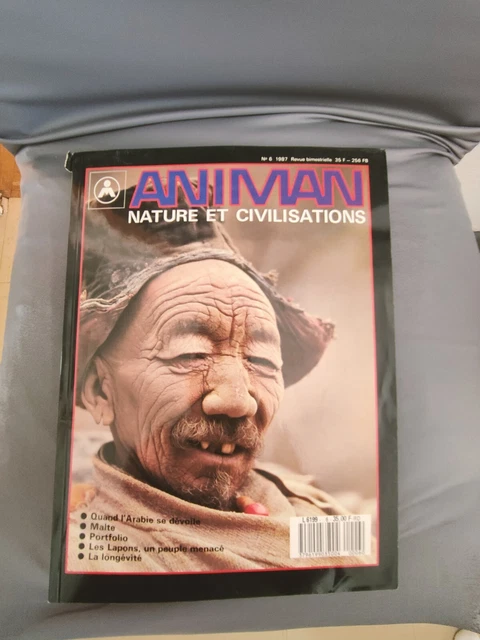 Nº 6 1987 Revue bimestrielle 35 F - 256 FB
ANIMAN
NATURE ET CIVILISATIONS
Quand l'Arabie se dévoile
Malte
Portfolio
Les Lapons, un peuple menacé
La longévité